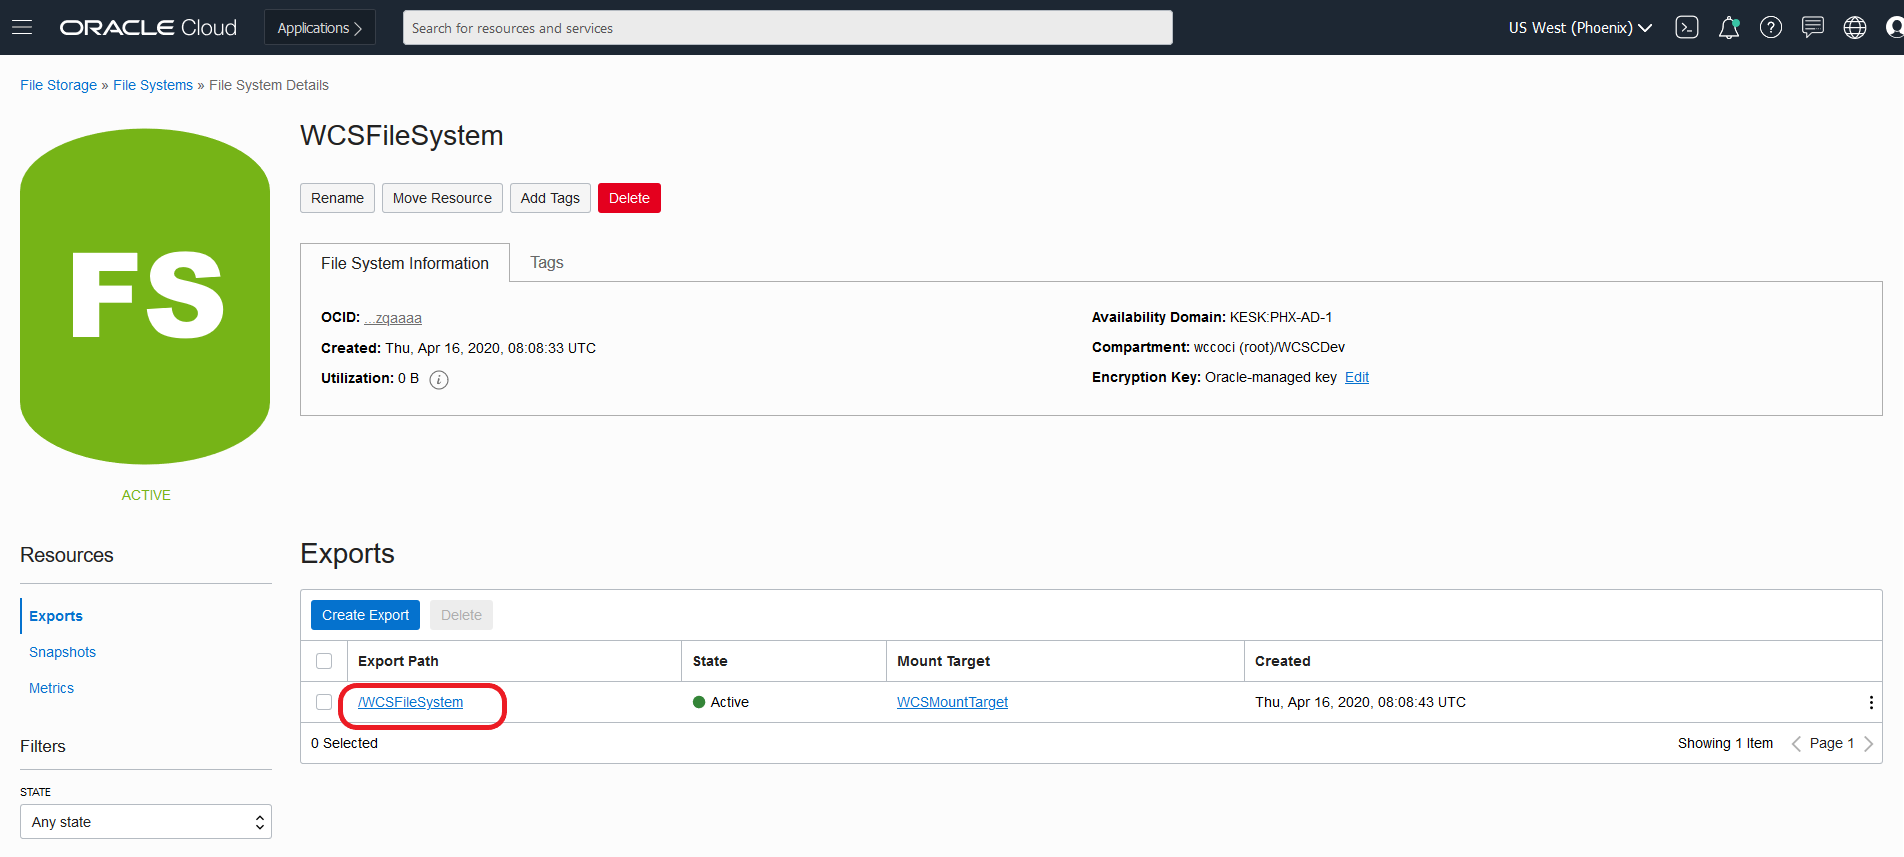 ORACLE Cloud Applications Search for resources and services US West (Phoenix)
File Storage » File Systems » File System Details
FS
ACTIVE
WCSFileSystem
Rename Move Resource Add Tags Delete
File System Information Tags
OCID: ...zqaaaa
Created: Thu, Apr 16, 2020, 08:08:33 UTC
Utilization: 0 B
Availability Domain: KESK:PHX-AD-1
Compartment: wccoci (root)/WCSCDev
Encryption Key: Oracle-managed key Edit
Resources
Exports
Snapshots
Metrics
Filters
STATE
Any state
Exports
Create Export Delete
Export Path State Mount Target Created
/WCSFileSystem Active WCSMountTarget Thu, Apr 16, 2020, 08:08:43 UTC
0 Selected Showing 1 Item Page 1